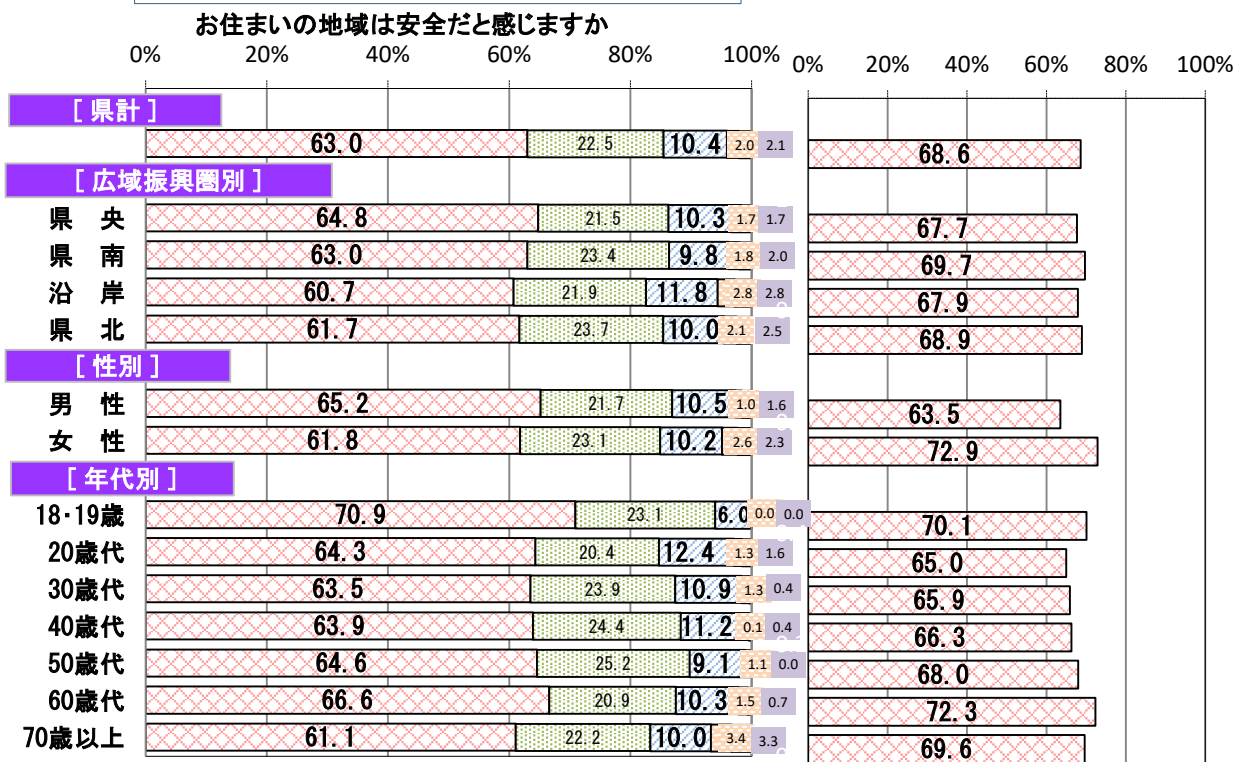 お住まいの地域は安全だと感じますか
0% 20% 40% 60% 80% 100% 0% 20% 40% 60% 80% 100%
[ 県計 ]
63.0 22.5 10.4 2.0 2.1 68.6
[ 広域振興圏別 ]
県 央 64.8 21.5 10.3 1.7 1.7 67.7
県 南 63.0 23.4 9.8 1.8 2.0 69.7
沿 岸 60.7 21.9 11.8 2.8 2.8 67.9
県 北 61.7 23.7 10.0 2.1 2.5 68.9
[ 性別 ]
男 性 65.2 21.7 10.5 1.0 1.6 63.5
女 性 61.8 23.1 10.2 2.6 2.3 72.9
[ 年代別 ]
18・19歳 70.9 23.1 6.0 0.0 0.0 70.1
20歳代 64.3 20.4 12.4 1.3 1.6 65.0
30歳代 63.5 23.9 10.9 1.3 0.4 65.9
40歳代 63.9 24.4 11.2 0.1 0.4 66.3
50歳代 64.6 25.2 9.1 1.1 0.0 68.0
60歳代 66.6 20.9 10.3 1.5 0.7 72.3
70歳以上 61.1 22.2 10.0 3.4 3.3 69.6